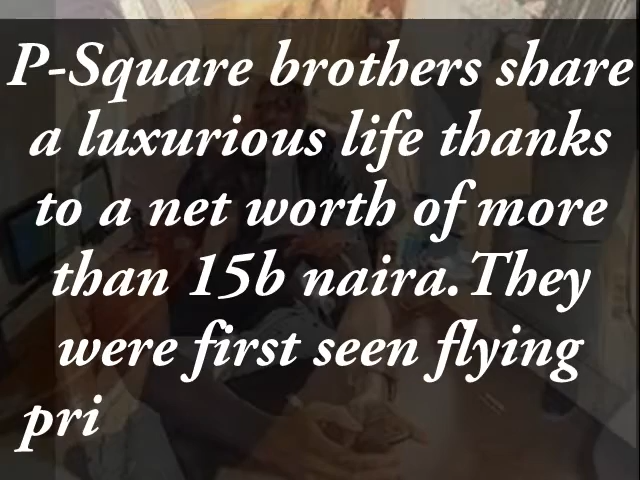 P-Square brothers share
a luxurious life thanks
to a net worth of more
than 15b naira.They
were first seen flying
pri